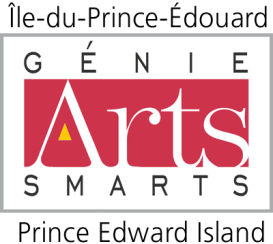 Île-du-Prince-Édouard
GÉNIE
Arts
SMARTS
Prince Edward Island